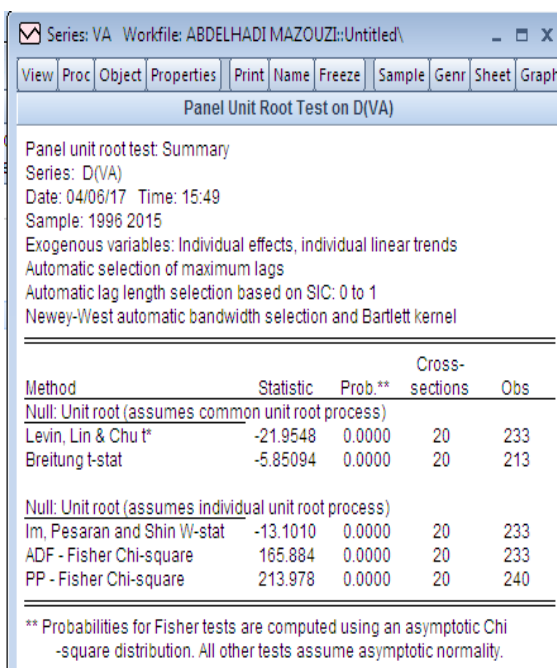 Series: VA Workfile: ABDELHADI MAZOUZI::Untitled\
View Proc Object Properties Print Name Freeze Sample Genr Sheet Graph
Panel Unit Root Test on D(VA)
Panel unit root test: Summary
Series: D(VA)
Date: 04/06/17 Time: 15:49
Sample: 1996 2015
Exogenous variables: Individual effects, individual linear trends
Automatic selection of maximum lags
Automatic lag length selection based on SIC: 0 to 1
Newey-West automatic bandwidth selection and Bartlett kernel
Cross-
Method Statistic Prob.** sections Obs
Null: Unit root (assumes common unit root process)
Levin, Lin & Chu t* -21.9548 0.0000 20 233
Breitung t-stat -5.85094 0.0000 20 213
Null: Unit root (assumes individual unit root process)
Im, Pesaran and Shin W-stat -13.1010 0.0000 20 233
ADF - Fisher Chi-square 165.884 0.0000 20 233
PP - Fisher Chi-square 213.978 0.0000 20 240
** Probabilities for Fisher tests are computed using an asymptotic Chi
-square distribution. All other tests assume asymptotic normality.